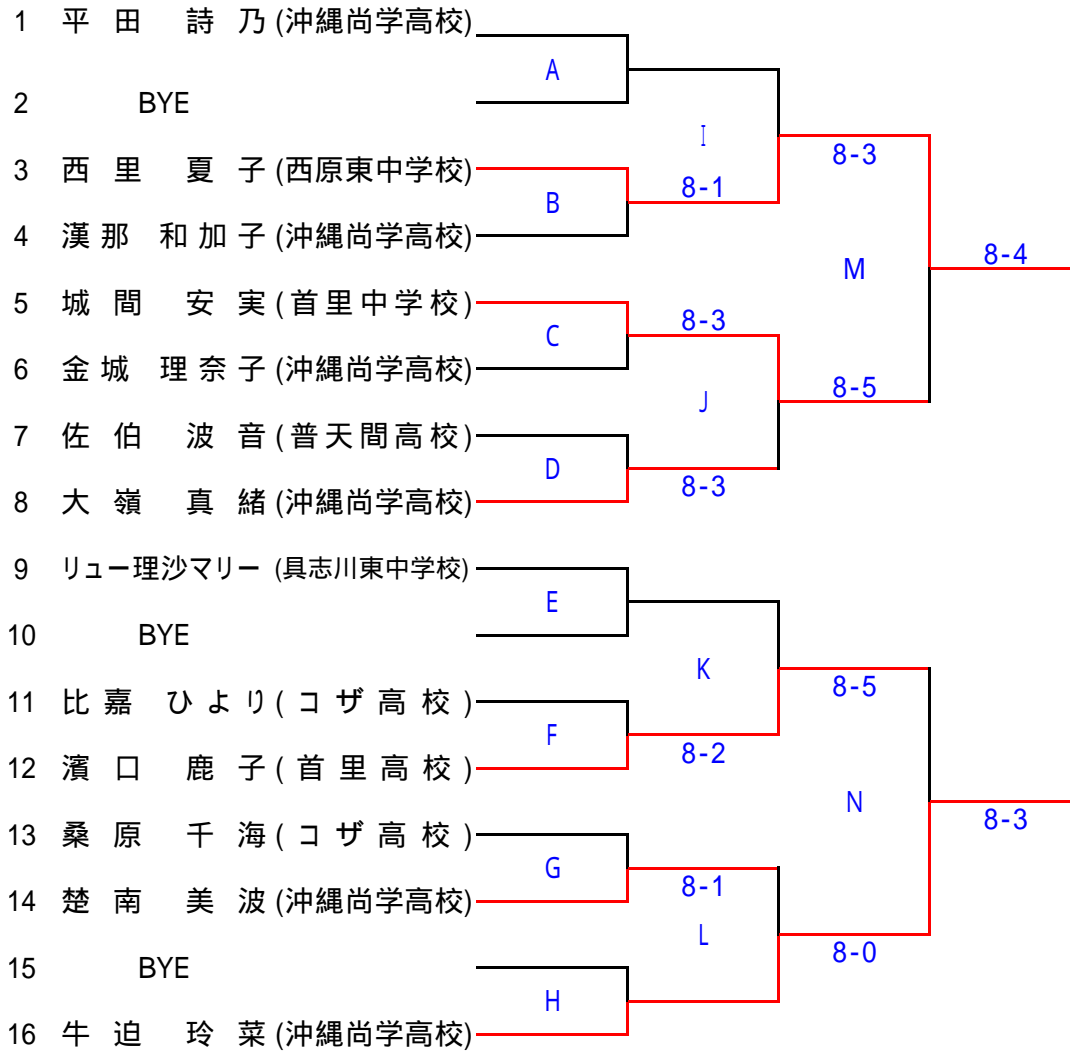 1 平田 詩乃 (沖縄尚学高校)
A
2 BYE
I
8-3
3 西里 夏子 (西原東中学校)
B
8-1
4 漢那 和加子 (沖縄尚学高校)
M
8-4
5 城間 安実 (首里中学校)
C
8-3
6 金城 理奈子 (沖縄尚学高校)
J
8-5
7 佐伯 波音 (普天間高校)
D
8-3
8 大嶺 真緒 (沖縄尚学高校)
9 リュー理沙マリー (具志川東中学校)
E
10 BYE
K
8-5
11 比嘉 ひより (コザ高校)
F
8-2
12 濱口 鹿子 (首里高校)
N
8-3
13 桑原 千海 (コザ高校)
G
8-1
14 楚南 美波 (沖縄尚学高校)
L
8-0
15 BYE
H
16 牛迫 玲菜 (沖縄尚学高校)